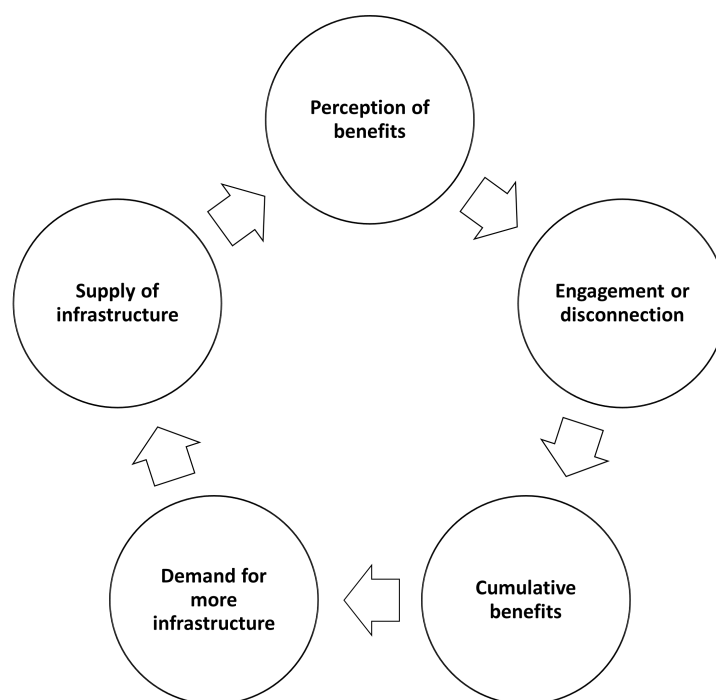 Perception of
benefits
Engagement or
disconnection
Cumulative
benefits
Demand for
more
infrastructure
Supply of
infrastructure